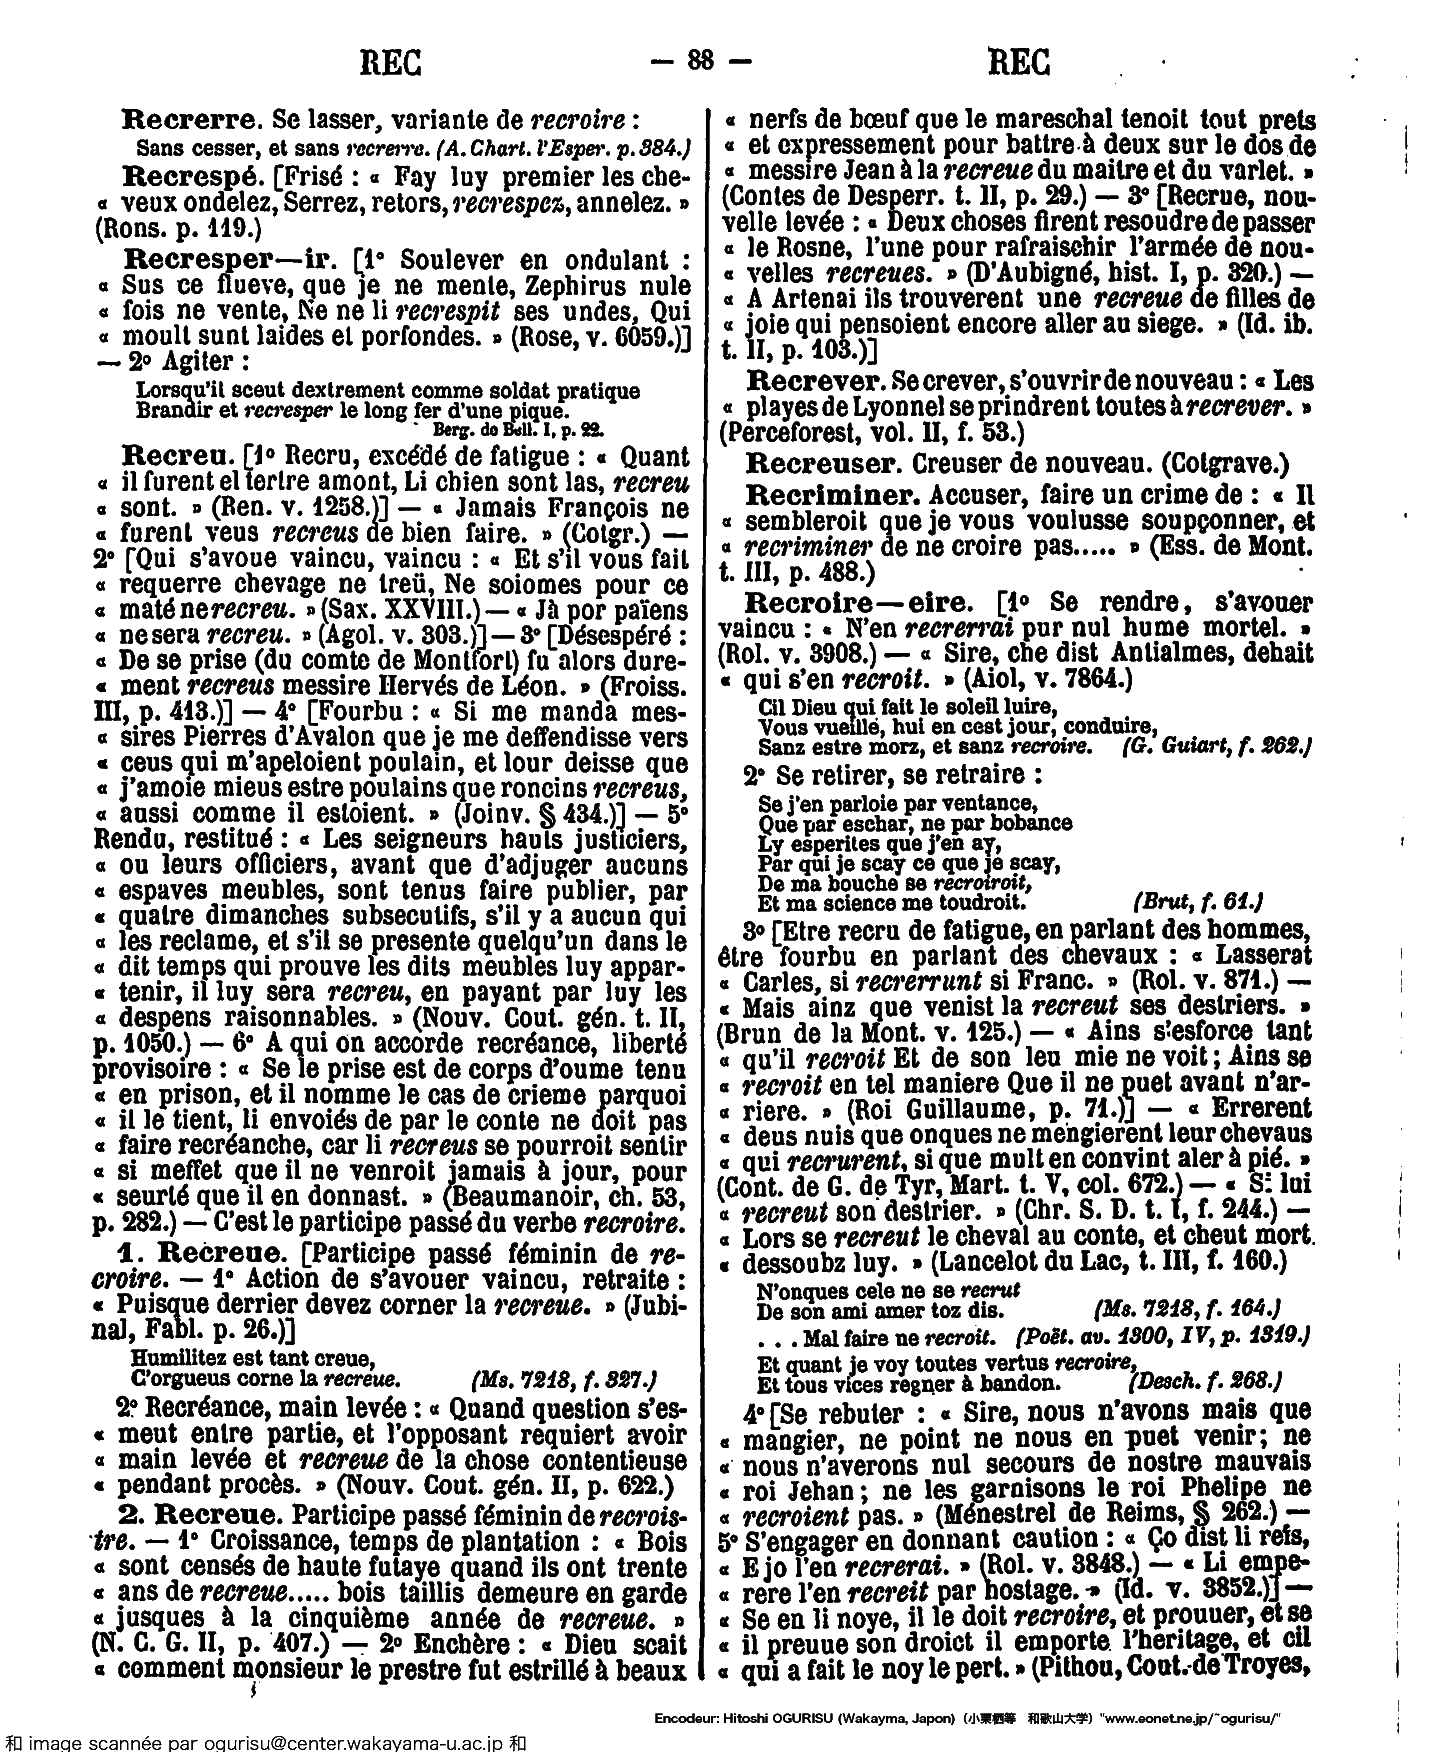 REC — 88 — REC
Recrerre. Se lasser, variante de recroire :
Sans cesser, et sans recrerre. (A. Chart. l'Esper. p. 384.)
Recrespé. [Frisé : « Fay luy premier les che-
« veux ondelez, Serrez, retors, recrespez, annelez. »
(Rons. p. 119.)
Recresper—ir. [1° Soulever en ondulant :
« Sus ce flueve, que je ne mente, Zephirus nule
« fois ne vente, Ne ne li recrespit ses undes, Qui
« moult sunt laides et porfondes. » (Rose, v. 6059.)]
— 2° Agiter :
Lorsqu'il sceut dextrement comme soldat pratique
Brandir et recresper le long fer d'une pique.
Berg. de Bell. I, p. 22.
Recreu. [1° Recru, excédé de fatigue : « Quant
« il furent el tertre amont, Li chien sont las, recreu
« sont. » (Ren. v. 1258.)] — « Jamais François ne
« furent veus recreus de bien faire. » (Cotgr.) —
2° [Qui s'avoue vaincu, vaincu : « Et s'il vous fait
« requerre chevage ne treü, Ne soiomes pour ce
« maté ne recreu. » (Sax. XXVIII.) — « Jà por païens
« ne sera recreu. » (Agol. v. 303.)] — 3° [Désespéré :
« De se prise (du comte de Montfort) fu alors dure-
« ment recreus messire Hervés de Léon. » (Froiss.
III, p. 413.)] — 4° [Fourbu : « Si me manda mes-
« sires Pierres d'Avalon que je me deffendisse vers
« ceus qui m'apeloient poulain, et lour deisse que
« j'amoie mieus estre poulains que roncins recreus,
« aussi comme il estoient. » (Joinv. § 434.)] — 5°
Rendu, restitué : « Les seigneurs hauts justiciers,
« ou leurs officiers, avant que d'adjuger aucuns
« espaves meubles, sont tenus faire publier, par
« quatre dimanches subsecutifs, s'il y a aucun qui
« les reclame, et s'il se presente quelqu'un dans le
« dit temps qui prouve les dits meubles luy appar-
« tenir, il luy sera recreu, en payant par luy les
« despens raisonnables. » (Nouv. Cout. gén. t. II,
p. 1050.) — 6° A qui on accorde recréance, liberté
provisoire : « Se le prise est de corps d'oume tenu
« en prison, et il nomme le cas de crieme parquoi
« il le tient, li envoiés de par le conte ne doit pas
« faire recréanche, car li recreus se pourroit sentir
« si meffet que il ne venroit jamais à jour, pour
« seurté que il en donnast. » (Beaumanoir, ch. 53,
p. 282.) — C'est le participe passé du verbe recroire.
1. Recreue. [Participe passé féminin de re-
croire. — 1° Action de s'avouer vaincu, retraite :
« Puisque derrier devez corner la recreue. » (Jubi-
nal, Fabl. p. 26.)]
Humilitez est tant creue,
C'orgueus corne la recreue. (Ms. 7218, f. 327.)
2° Recréance, main levée : « Quand question s'es-
« meut entre partie, et l'opposant requiert avoir
« main levée et recreue de la chose contentieuse
« pendant procès. » (Nouv. Cout. gén. II, p. 622.)
2. Recreue. Participe passé féminin de recrois-
tre. — 1° Croissance, temps de plantation : « Bois
« sont censés de haute futaye quand ils ont trente
« ans de recreue..... bois taillis demeure en garde
« jusques à la cinquième année de recreue. »
(N. C. G. II, p. 407.) — 2° Enchère : « Dieu scait
« comment monsieur le prestre fut estrillé à beaux
« nerfs de bœuf que le mareschal tenoit tout prets
« et expressement pour battre à deux sur le dos de
« messire Jean à la recreue du maitre et du varlet. »
(Contes de Desperr. t. II, p. 29.) — 3° [Recrue, nou-
velle levée : « Deux choses firent resoudre de passer
« le Rosne, l'une pour rafraischir l'armée de nou-
« velles recreues. » (D'Aubigné, hist. I, p. 320.) —
« A Artenai ils trouverent une recreue de filles de
« joie qui pensoient encore aller au siege. » (Id. ib.
t. II, p. 103.)]
Recrever. Se crever, s'ouvrir de nouveau : « Les
« playes de Lyonnel se prindrent toutes à recrever. »
(Perceforest, vol. II, f. 53.)
Recreuser. Creuser de nouveau. (Cotgrave.)
Recriminer. Accuser, faire un crime de : « Il
« sembleroit que je vous voulusse soupçonner, et
« recriminer de ne croire pas..... » (Ess. de Mont.
t. III, p. 488.)
Recroire—eire. [1° Se rendre, s'avouer
vaincu : « N'en recrerrai pur nul hume mortel. »
(Rol. v. 3908.) — « Sire, che dist Antialmes, dehait
« qui s'en recroit. » (Aiol, v. 7864.)
Cil Dieu qui fait le soleil luire,
Vous vueille, hui en cest jour, conduire,
Sanz estre morz, et sanz recroire. (G. Guiart, f. 262.)
2° Se retirer, se retraire :
Se j'en parloie par ventance,
Que par eschar, ne par bobance
Ly esperites que j'en ay,
Par qui je scay ce que je scay,
De ma bouche se recroiroit,
Et ma science me toudroit. (Brut, f. 61.)
3° [Etre recru de fatigue, en parlant des hommes,
être fourbu en parlant des chevaux : « Lasserat
« Carles, si recrerrunt si Franc. » (Rol. v. 871.) —
« Mais ainz que venist la recreut ses destriers. »
(Brun de la Mont. v. 125.) — « Ains s'esforce tant
« qu'il recroit Et de son leu mie ne voit ; Ains se
« recroit en tel maniere Que il ne puet avant n'ar-
« riere. » (Roi Guillaume, p. 71.)] — « Errerent
« deus nuis que onques ne mengierent leur chevaus
« qui recrurent, si que mult en convint aler à pié. »
(Cont. de G. de Tyr, Mart. t. V, col. 672.) — « Si lui
« recreut son destrier. » (Chr. S. D. t. I, f. 244.) —
« Lors se recreut le cheval au conte, et cheut mort
« dessoubz luy. » (Lancelot du Lac, t. III, f. 160.)
N'onques cele ne se recrut
De son ami amer toz dis. (Ms. 7218, f. 164.)
. . . Mal faire ne recroit. (Poët. av. 1300, IV, p. 1319.)
Et quant je voy toutes vertus recroire,
Et tous vices regner à bandon. (Desch. f. 268.)
4° [Se rebuter : « Sire, nous n'avons mais que
« mangier, ne point ne nous en puet venir ; ne
« nous n'averons nul secours de nostre mauvais
« roi Jehan ; ne les garnisons le roi Phelipe ne
« recroient pas. » (Ménestrel de Reims, § 262.) —
5° S'engager en donnant caution : « Ço dist li reis,
« E jo l'en recrerai. » (Rol. v. 3848.) — « Li empe-
« rere l'en recreit par hostage. » (Id. v. 3852.)] —
« Se en li noye, il le doit recroire, et prouuer, et se
« il preuue son droict il emporte l'heritage, et cil
« qui a fait le noy le pert. » (Pithou, Cout. de Troyes,
Encodeur: Hitoshi OGURISU (Wakayma, Japon) (小栗栖等 和歌山大学) "www.eonet.ne.jp/~ogurisu/"
和 image scannée par ogurisu@center.wakayama-u.ac.jp 和